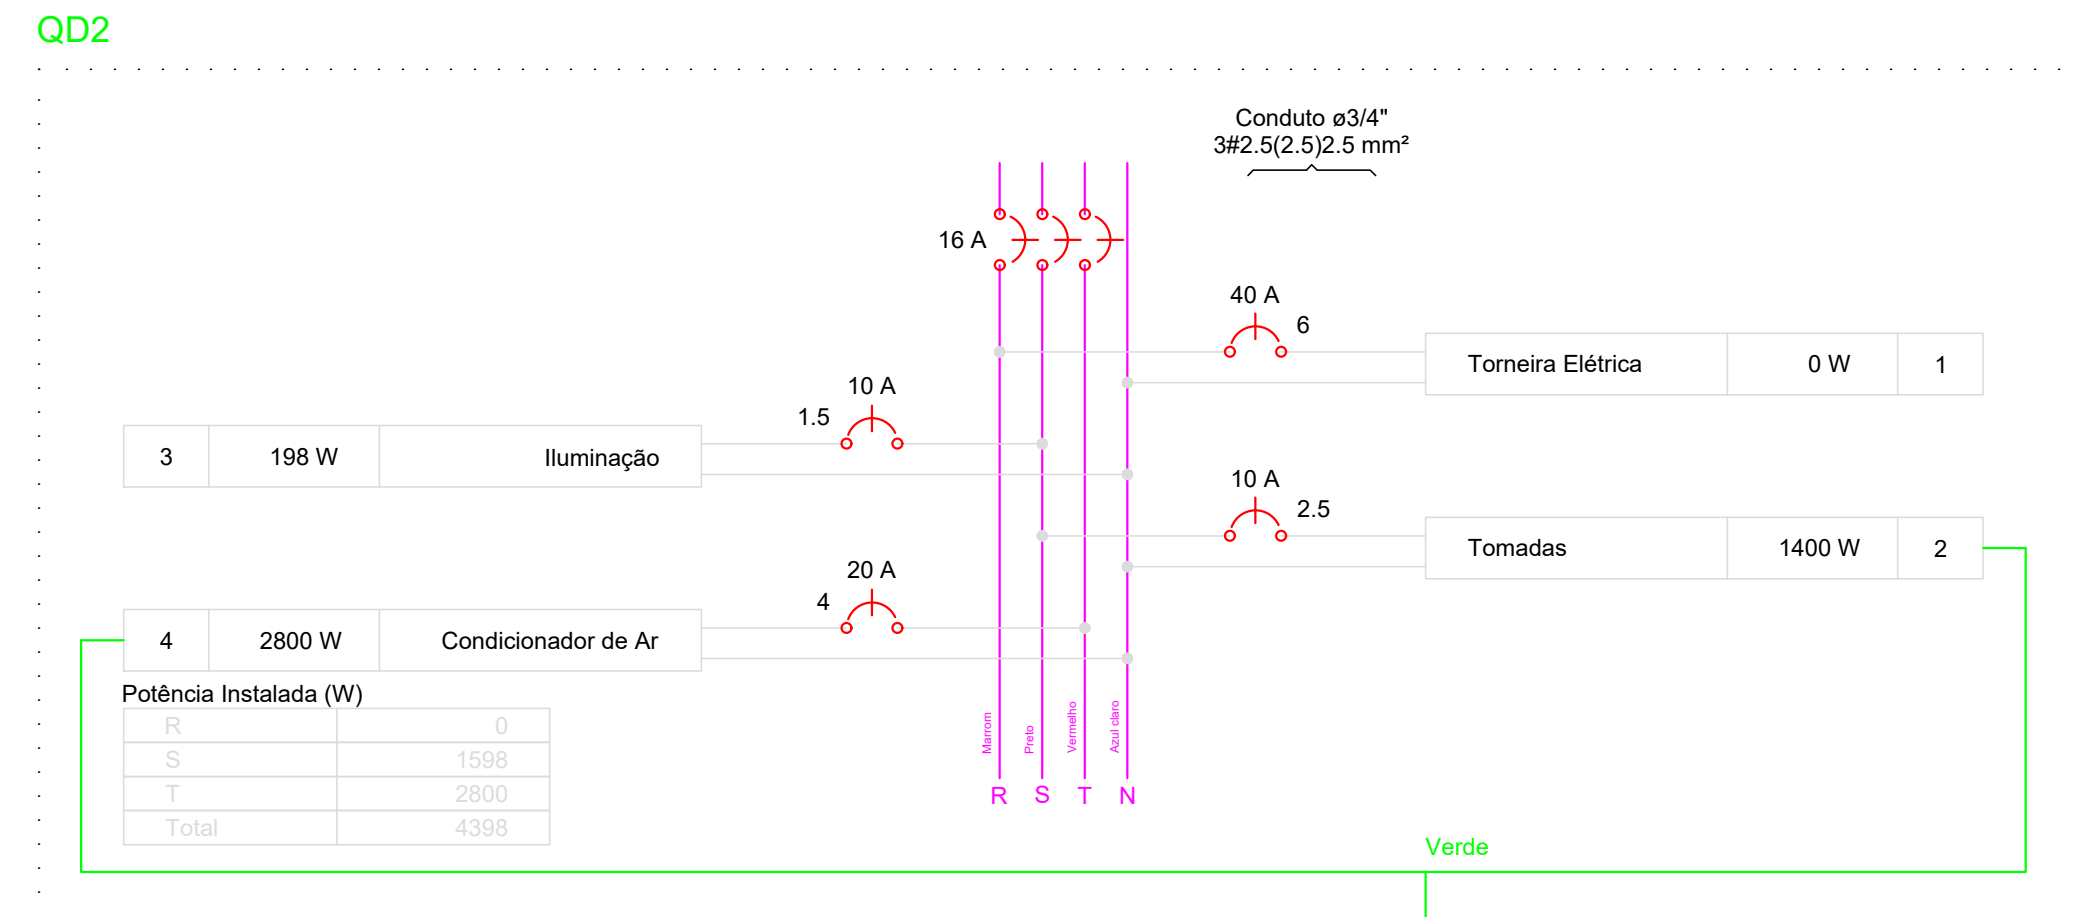 QD2
Conduto ø3/4"
3#2.5(2.5)2.5 mm²
16 A
40 A
6
Torneira Elétrica 0 W 1
10 A
1.5
3 198 W Iluminação
10 A
2.5
Tomadas 1400 W 2
20 A
4
4 2800 W Condicionador de Ar
Potência Instalada (W)
R 0
S 1598
T 2800
Total 4398
Marrom
Preto
Vermelho
Azul claro
R S T N
Verde